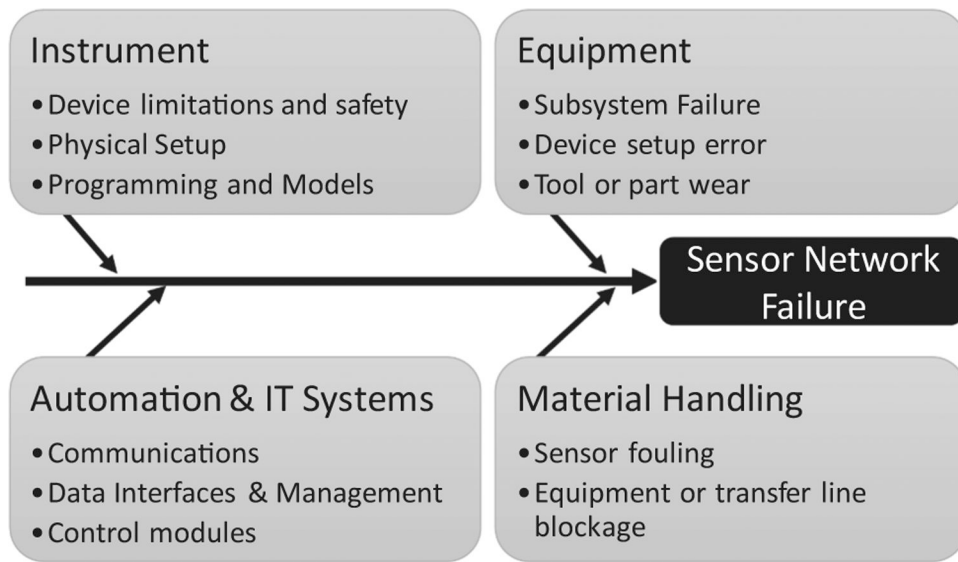 Instrument
•Device limitations and safety
•Physical Setup
•Programming and Models
Equipment
•Subsystem Failure
•Device setup error
•Tool or part wear
Sensor Network
Failure
Automation & IT Systems
•Communications
•Data Interfaces & Management
•Control modules
Material Handling
•Sensor fouling
•Equipment or transfer line
blockage